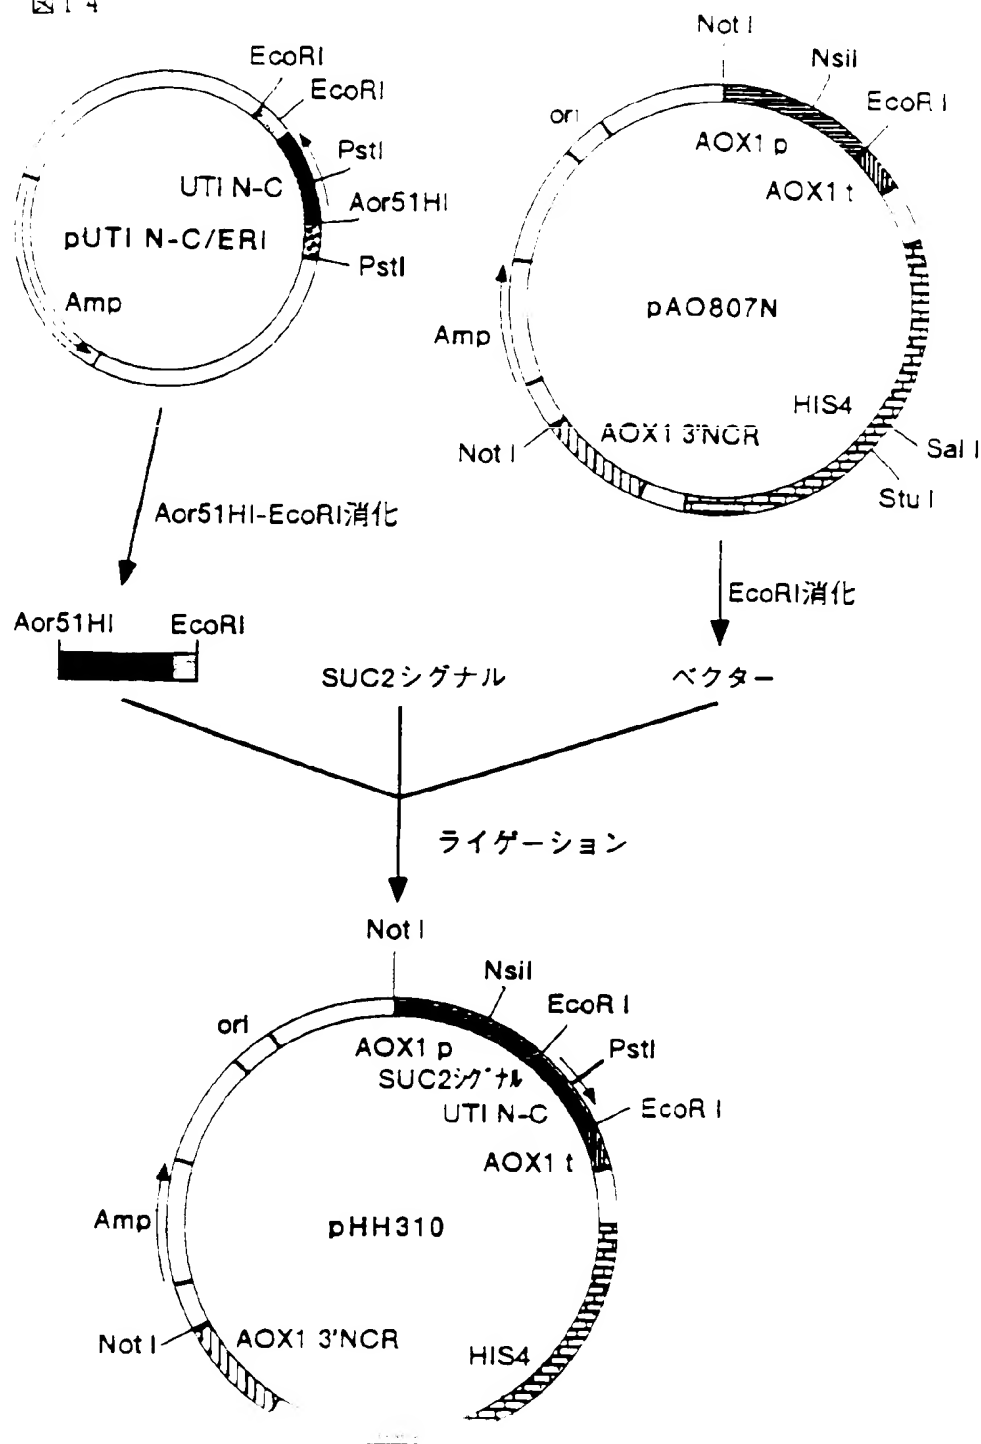 図14
EcoRI
EcoRI
PstI
UTI N-C
Aor51HI
pUTI N-C/ERI
PstI
Amp
Not I
NsiI
EcoR I
ori
AOX1 p
AOX1 t
pAO807N
Amp
HIS4
AOX1 3'NCR
Not I
Sal I
Stu I
Aor51HI-EcoRI消化
EcoRI消化
Aor51HI
EcoRI
SUC2シグナル
ベクター
ライゲーション
Not I
NsiI
EcoR I
ori
AOX1 p
PstI
SUC2シグナル
UTI N-C
EcoR I
AOX1 t
Amp
pHH310
Not I
AOX1 3'NCR
HIS4